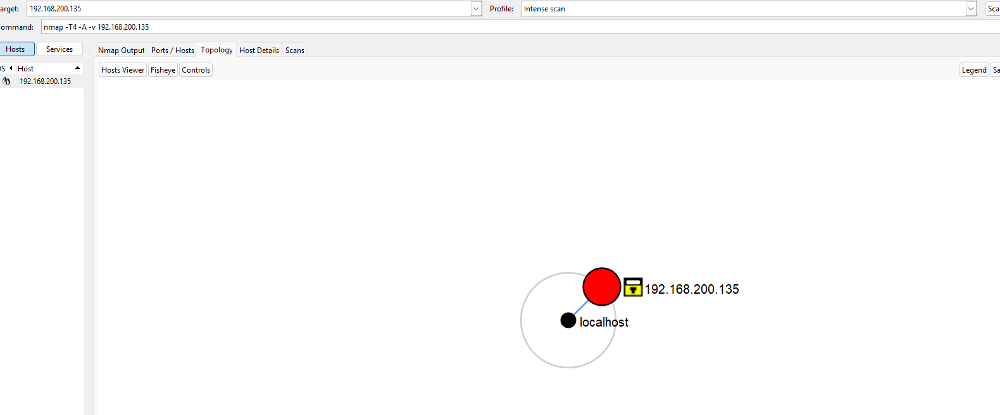 arget: 192.168.200.135 Profile: Intense scan Sca
ommand: nmap -T4 -A -v 192.168.200.135
Hosts Services Nmap Output Ports / Hosts Topology Host Details Scans
OS Host Hosts Viewer Fisheye Controls Legend Sa
192.168.200.135
192.168.200.135
localhost